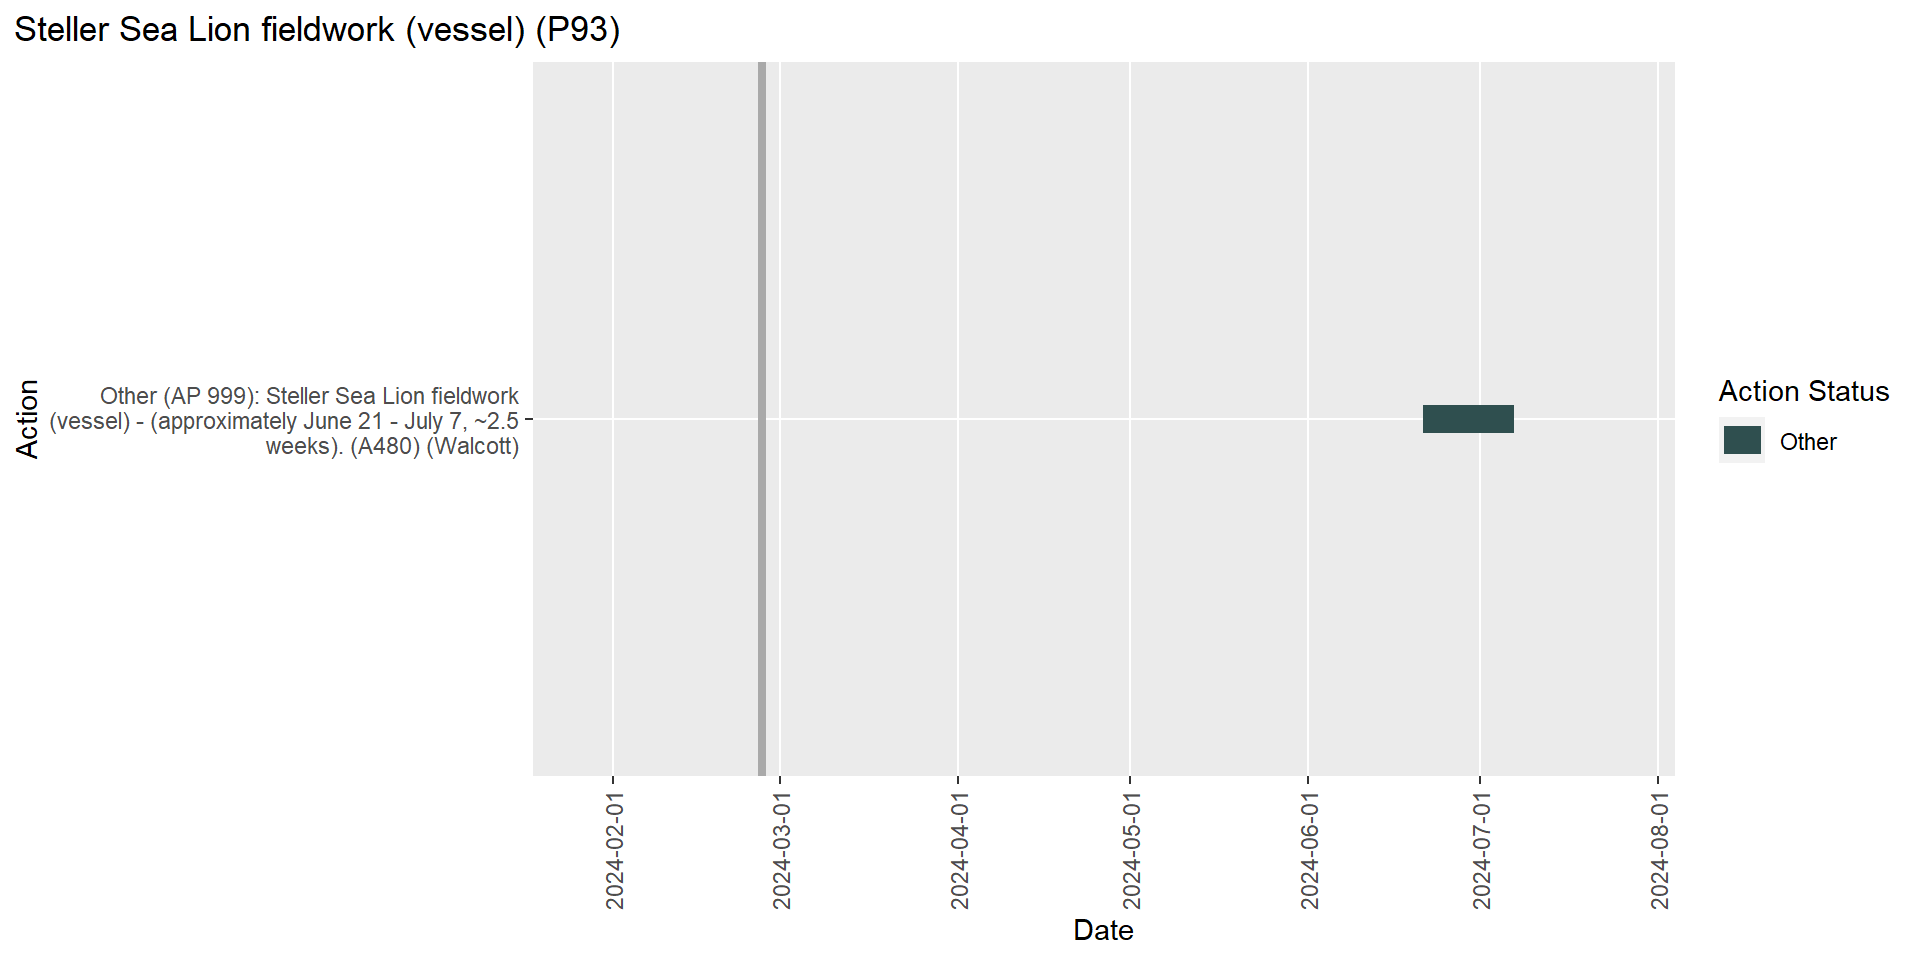 Steller Sea Lion fieldwork (vessel) (P93)
Action
Other (AP 999): Steller Sea Lion fieldwork
(vessel) - (approximately June 21 - July 7, ~2.5
weeks). (A480) (Walcott)
2024-02-01
2024-03-01
2024-04-01
2024-05-01
2024-06-01
2024-07-01
2024-08-01
Date
Action Status
Other